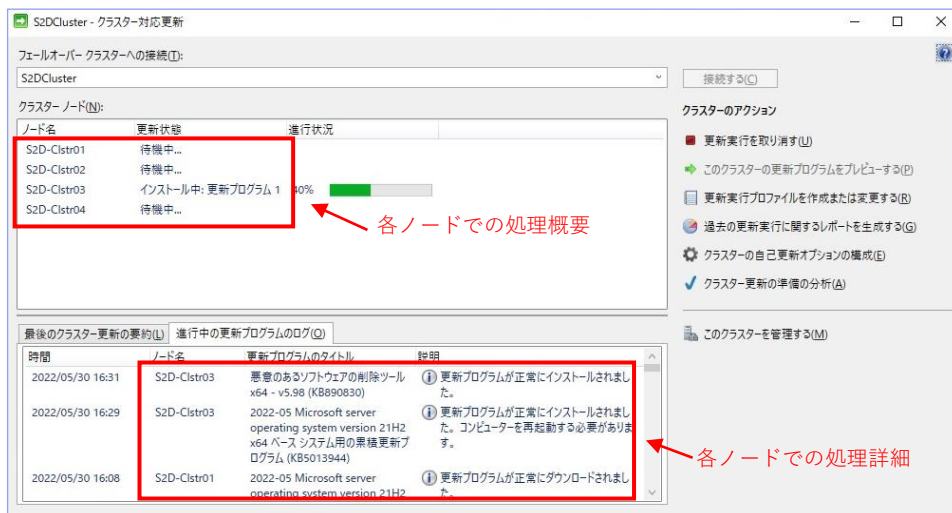 S2DCluster - クラスター対応更新
フェールオーバー クラスターへの接続(T):
S2DCluster
接続する(C)
クラスター ノード(N):
ノード名 更新状態 進行状況
S2D-Clstr01 待機中...
S2D-Clstr02 待機中...
S2D-Clstr03 インストール中: 更新プログラム 1 40%
S2D-Clstr04 待機中...
各ノードでの処理概要
クラスターのアクション
更新実行を取り消す(U)
このクラスターの更新プログラムをプレビューする(P)
更新実行プロファイルを作成または変更する(R)
過去の更新実行に関するレポートを生成する(G)
クラスターの自己更新オプションの構成(E)
クラスター更新の準備の分析(A)
このクラスターを管理する(M)
最後のクラスター更新の要約(L) 進行中の更新プログラムのログ(O)
時間 ノード名 更新プログラムのタイトル 説明
2022/05/30 16:31 S2D-Clstr03 悪意のあるソフトウェアの削除ツール 更新プログラムが正常にインストールされまし
x64 - v5.98 (KB890830) た。
2022/05/30 16:29 S2D-Clstr03 2022-05 Microsoft server 更新プログラムが正常にインストールされまし
operating system version 21H2 た。コンピューターを再起動する必要がありま
x64 ベース システム用の累積更新プ す。
ログラム (KB5013944)
2022/05/30 16:08 S2D-Clstr01 2022-05 Microsoft server 更新プログラムが正常にダウンロードされまし
operating system version 21H2 た。
各ノードでの処理詳細